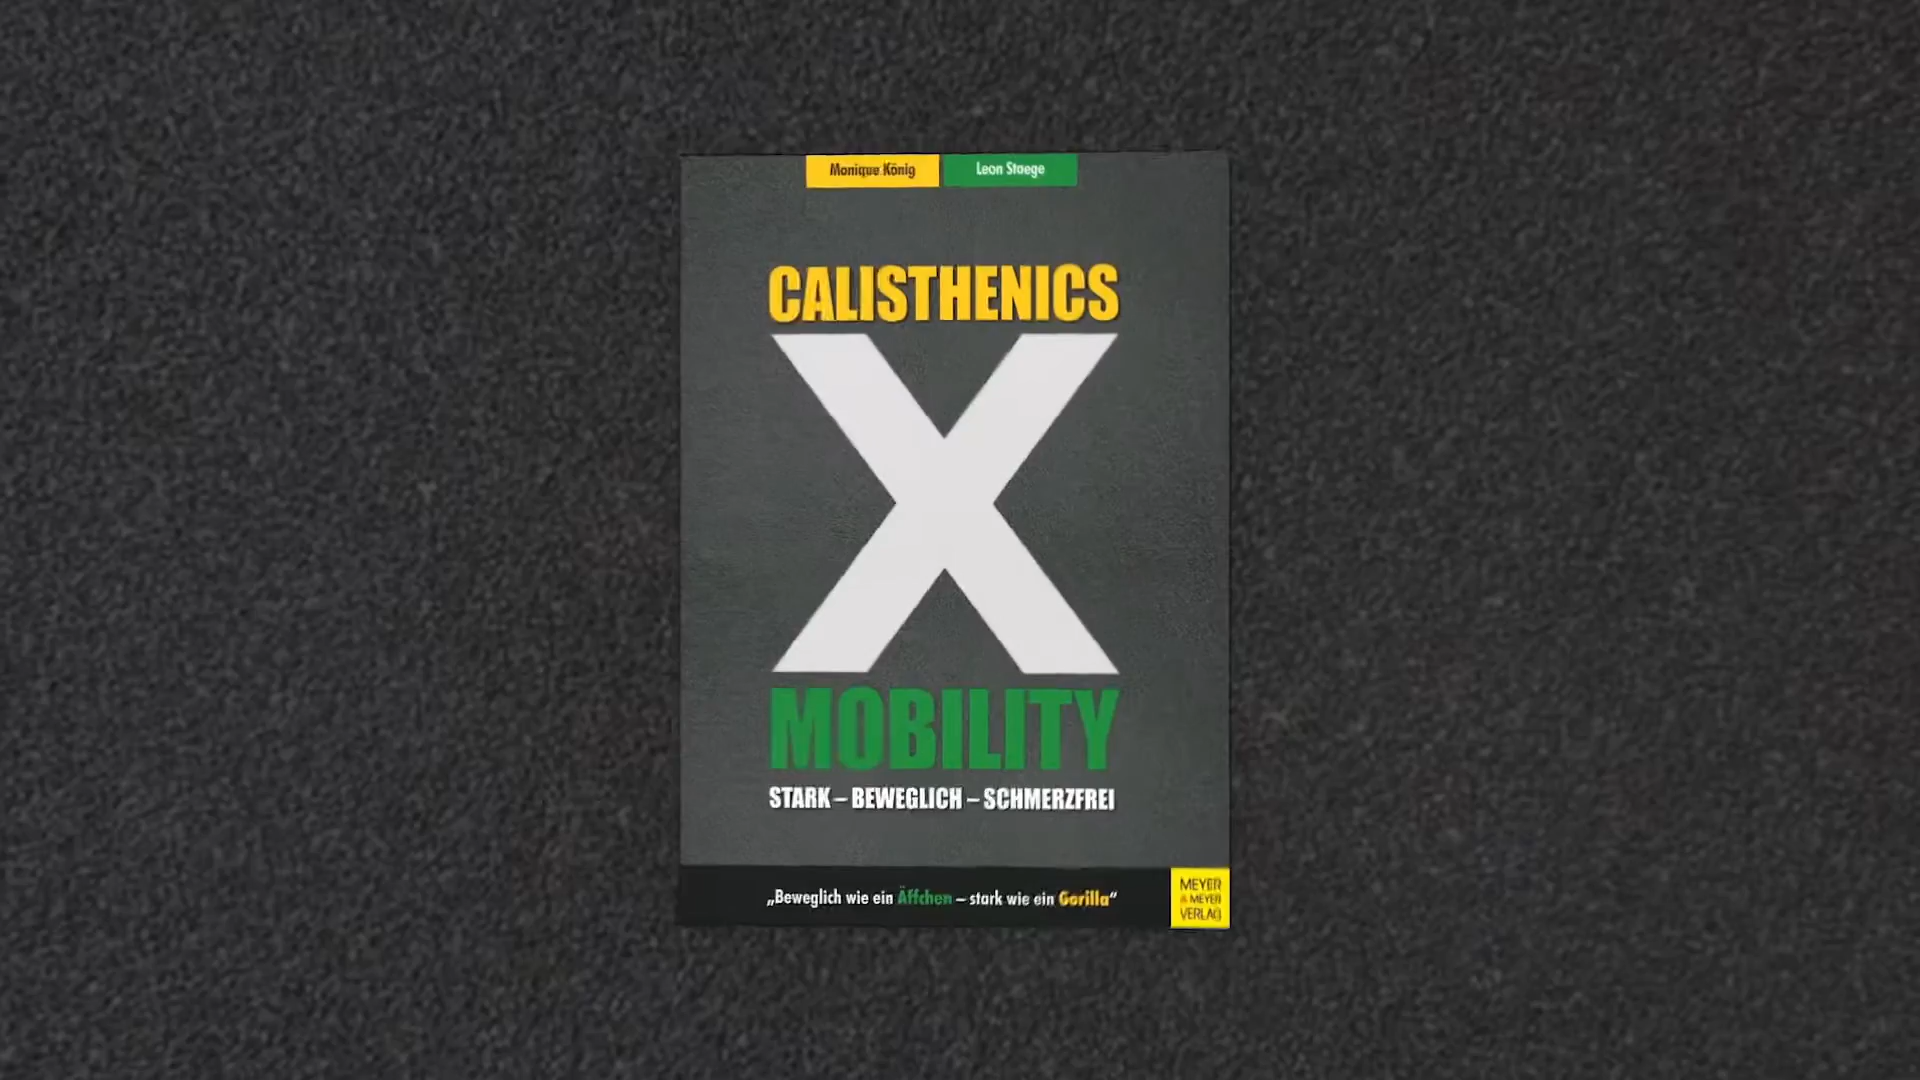 Monique König
Leon Staege
CALISTHENICS
X
MOBILITY
STARK – BEWEGLICH – SCHMERZFREI
„Beweglich wie ein Äffchen – stark wie ein Gorilla“
MEYER
& MEYER
VERLAG